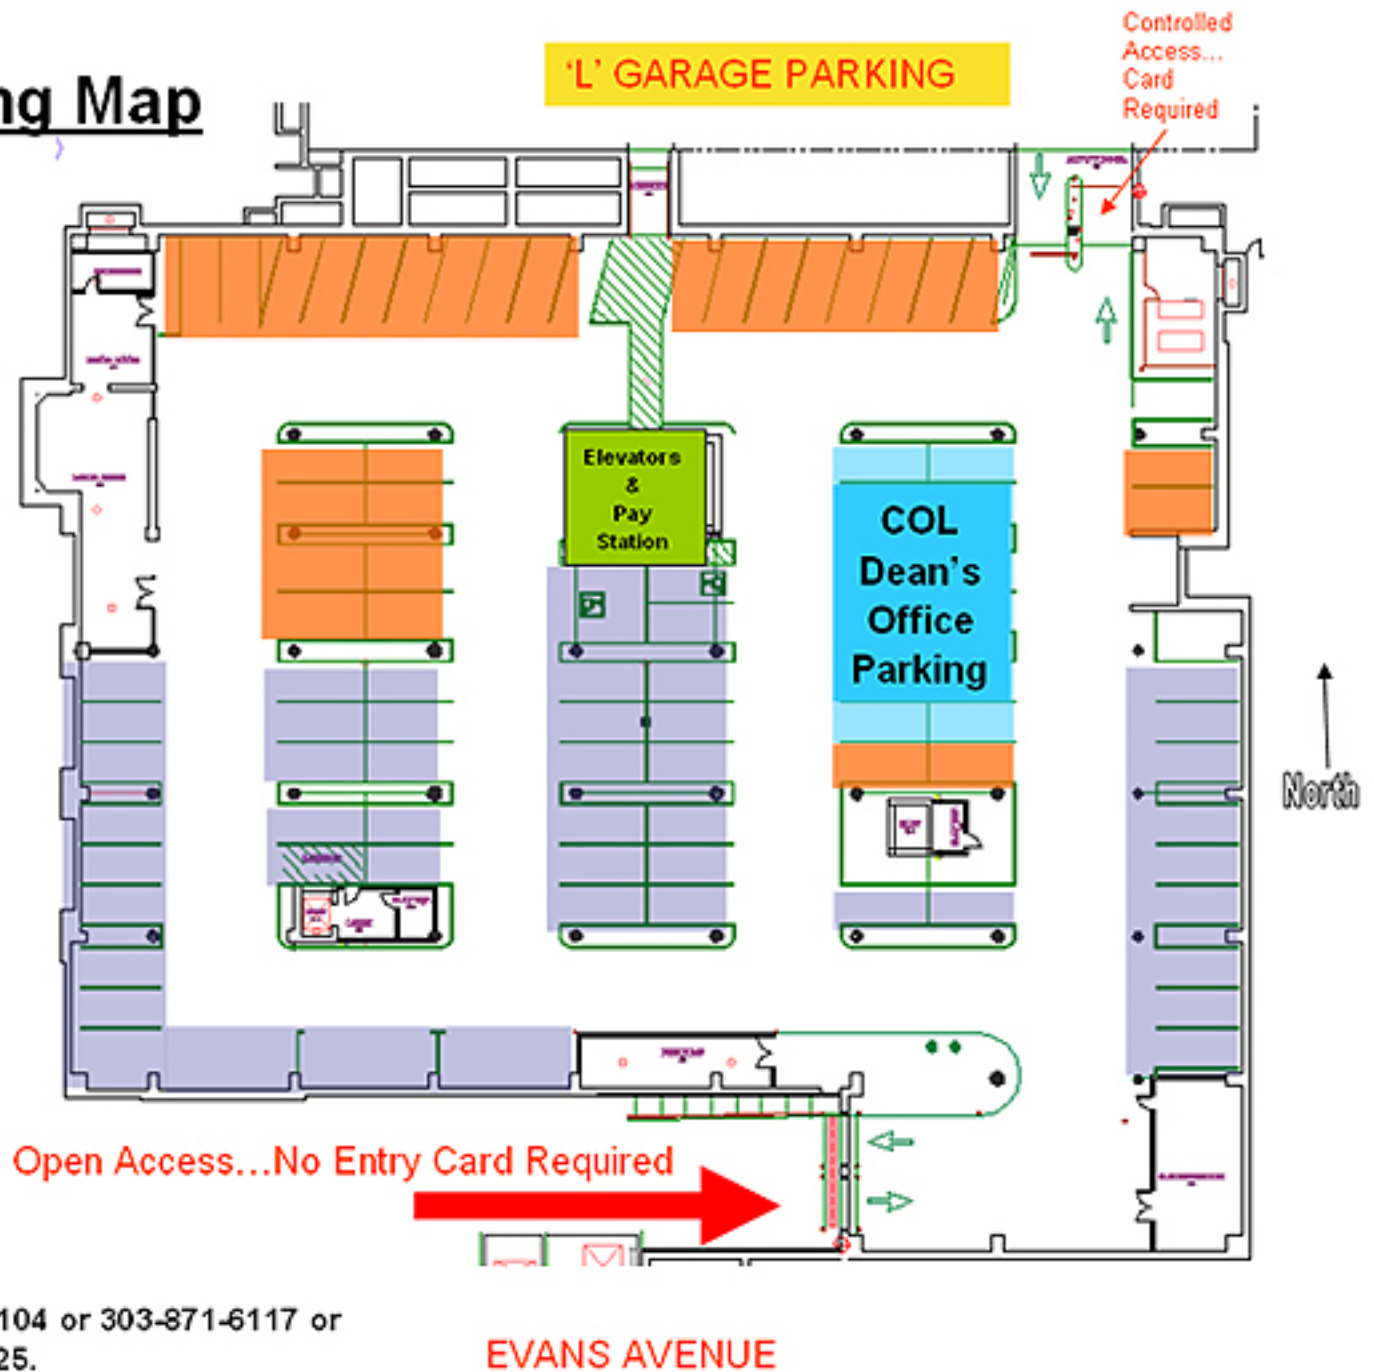 Controlled
Access...
Card
Required
'L' GARAGE PARKING
ng Map
Elevators
&
Pay
Station
COL
Dean's
Office
Parking
North
Open Access...No Entry Card Required
104 or 303-871-6117 or
25.
EVANS AVENUE